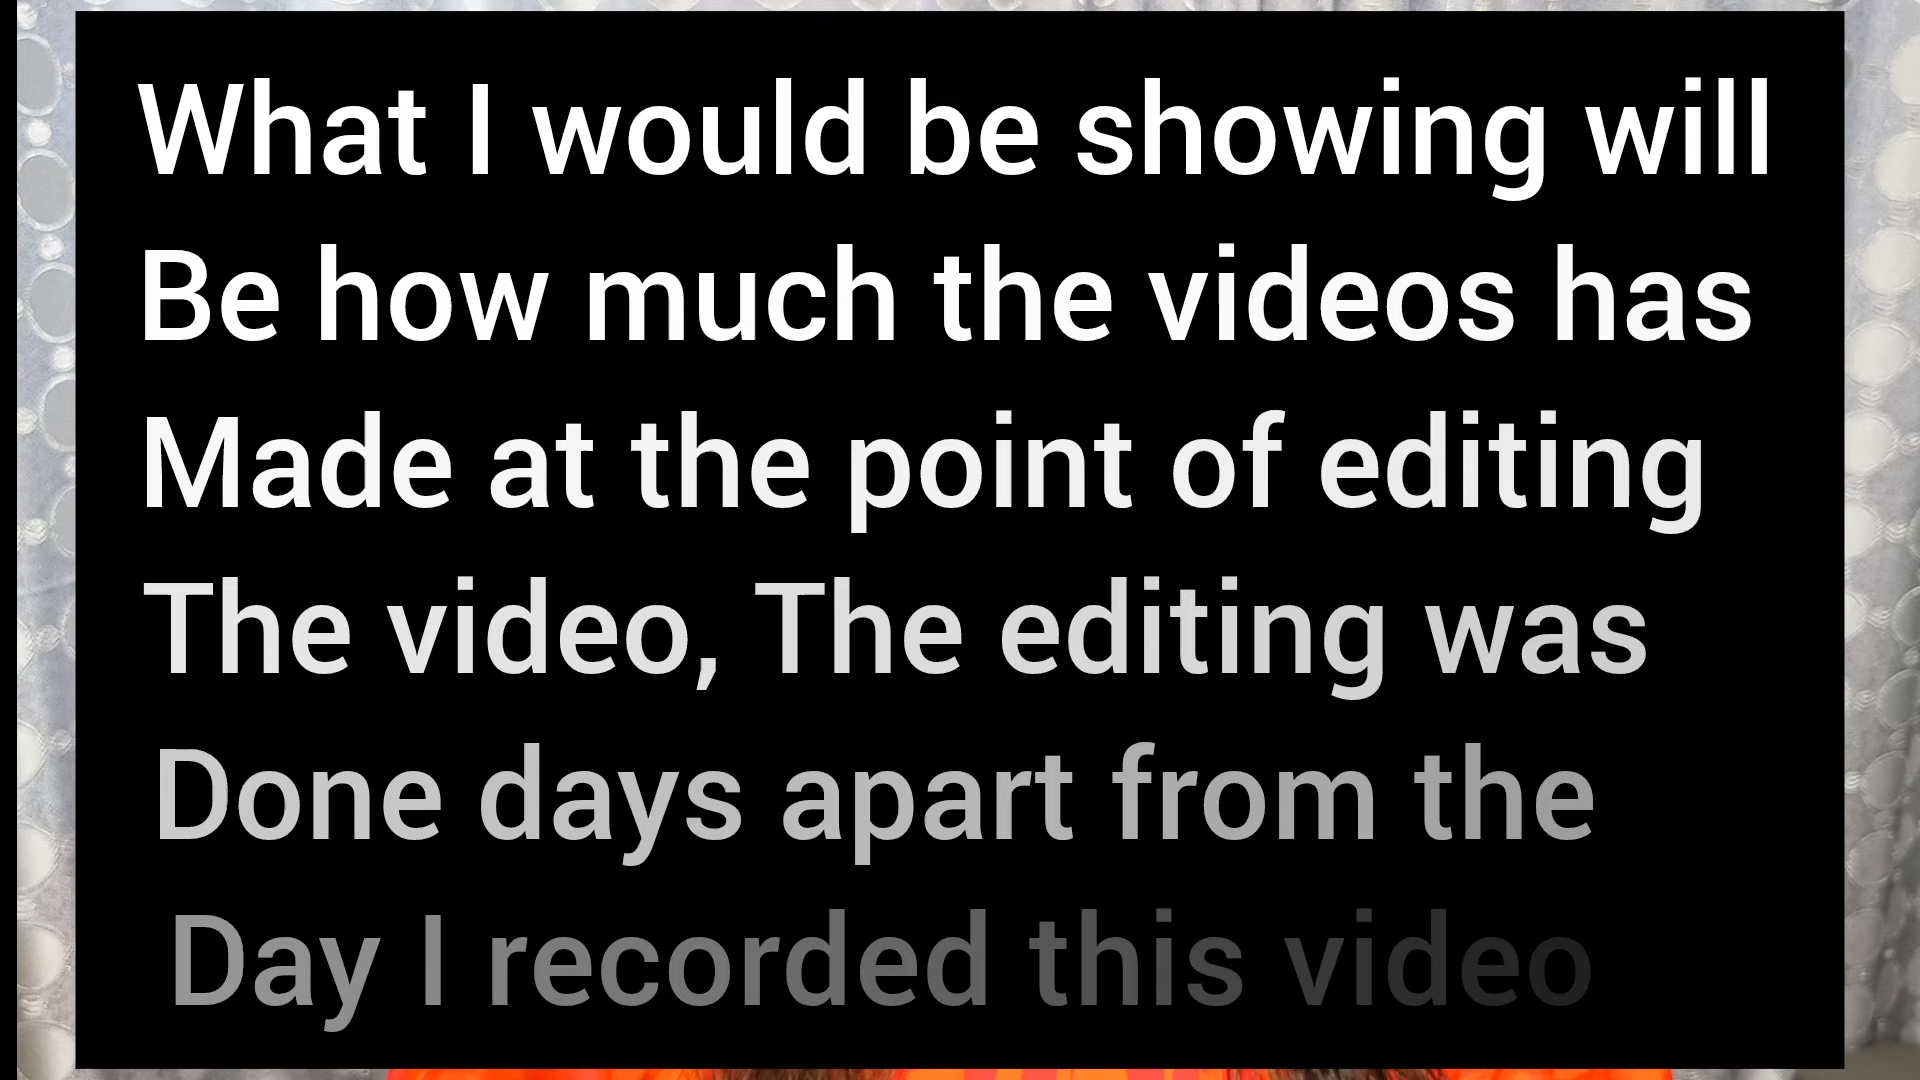 What I would be showing will
Be how much the videos has
Made at the point of editing
The video, The editing was
Done days apart from the
Day I recorded this video